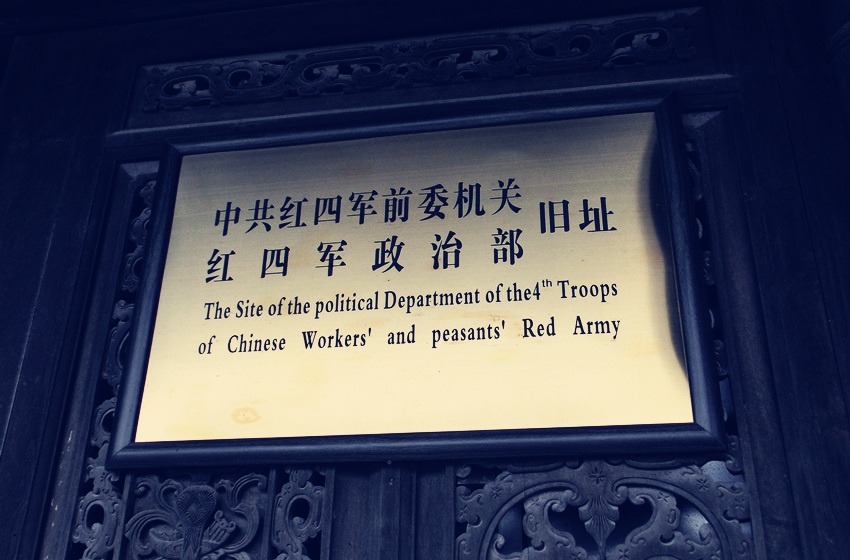 中共红四军前委机关
红四军政治部
旧址
The Site of the political Department of the4th Troops
of Chinese Workers' and peasants' Red Army